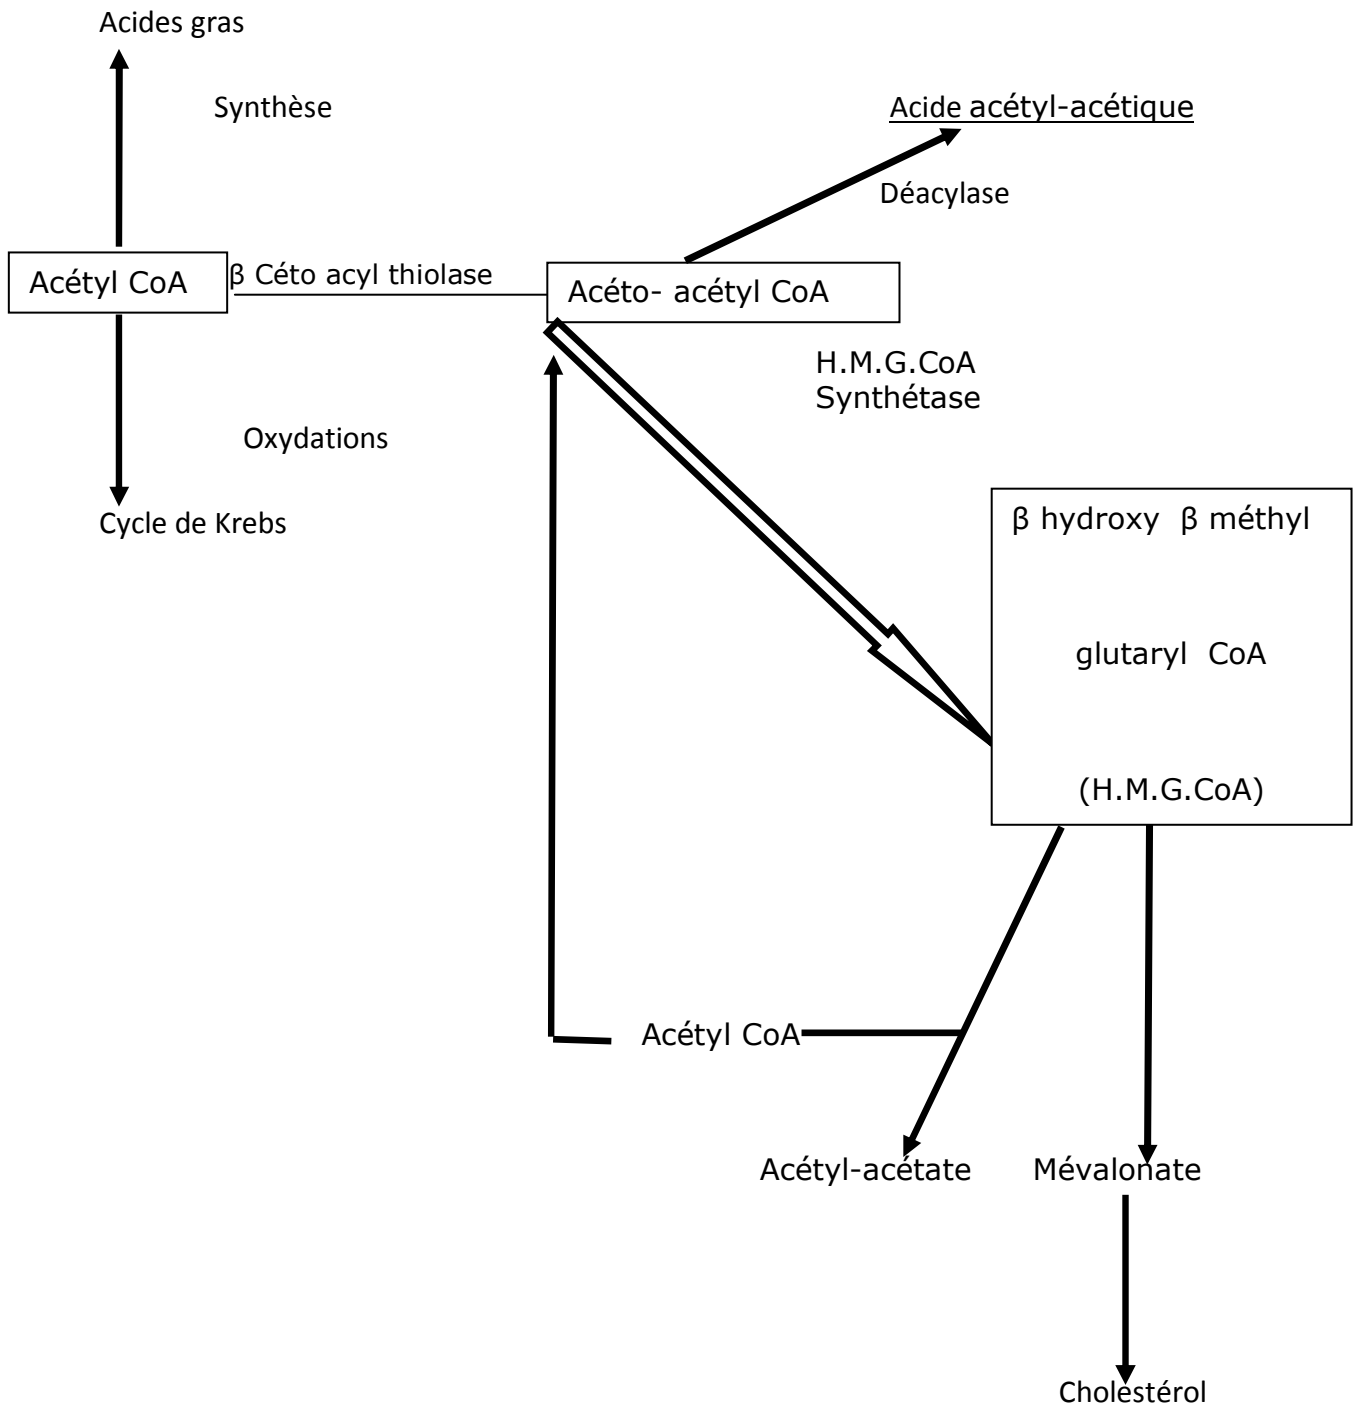 Acides gras
Synthèse
Acide acétyl-acétique
Déacylase
Acétyl CoA
β Céto acyl thiolase
Acéto- acétyl CoA
H.M.G.CoA
Synthétase
Oxydations
Cycle de Krebs
β hydroxy β méthyl
glutaryl CoA
(H.M.G.CoA)
Acétyl CoA
Acétyl-acétate
Mévalonate
Cholestérol